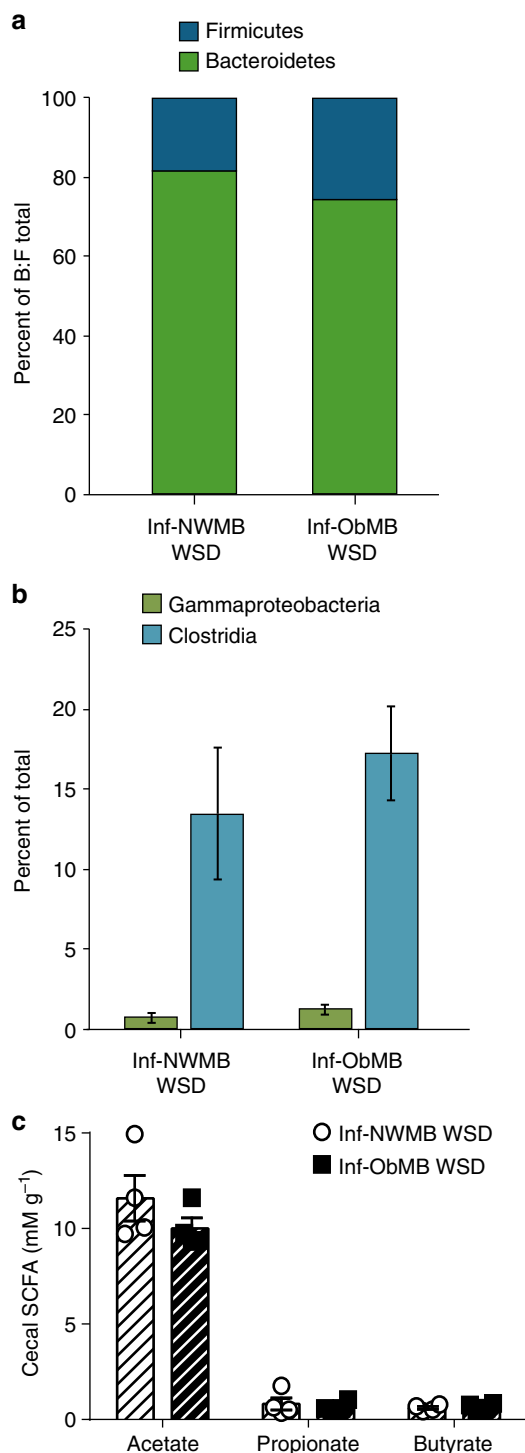 a
Firmicutes
Bacteroidetes
100
80
60
40
20
0
Percent of B:F total
Inf-NWMB
WSD
Inf-ObMB
WSD
b
Gammaproteobacteria
Clostridia
25
20
15
10
5
0
Percent of total
Inf-NWMB
WSD
Inf-ObMB
WSD
c
Inf-NWMB WSD
Inf-ObMB WSD
15
10
5
0
Cecal SCFA (mM g⁻¹)
Acetate
Propionate
Butyrate